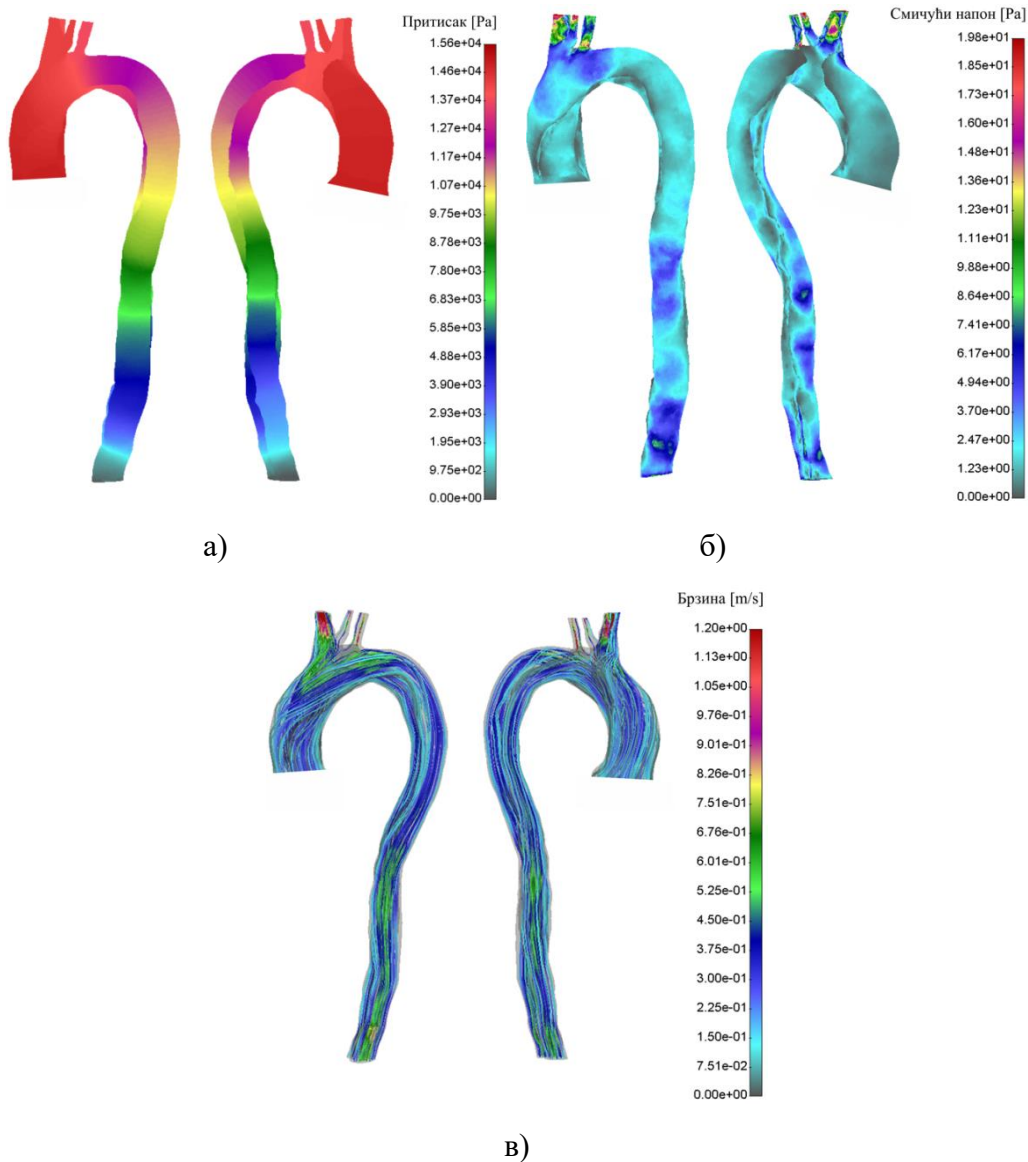 Притисак [Pa]
1.56e+04
1.46e+04
1.37e+04
1.27e+04
1.17e+04
1.07e+04
9.75e+03
8.78e+03
7.80e+03
6.83e+03
5.85e+03
4.88e+03
3.90e+03
2.93e+03
1.95e+03
9.75e+02
0.00e+00
а)
Смичући напон [Pa]
1.98e+01
1.85e+01
1.73e+01
1.60e+01
1.48e+01
1.36e+01
1.23e+01
1.11e+01
9.88e+00
8.64e+00
7.41e+00
6.17e+00
4.94e+00
3.70e+00
2.47e+00
1.23e+00
0.00e+00
б)
Брзина [m/s]
1.20e+00
1.13e+00
1.05e+00
9.76e-01
9.01e-01
8.26e-01
7.51e-01
6.76e-01
6.01e-01
5.25e-01
4.50e-01
3.75e-01
3.00e-01
2.25e-01
1.50e-01
7.51e-02
0.00e+00
в)